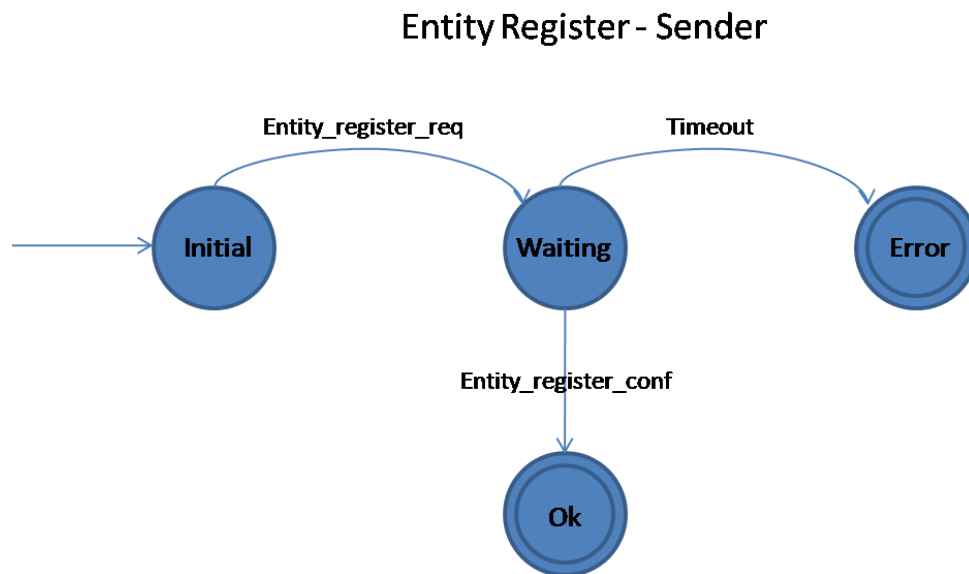 Entity Register - Sender
Entity_register_req
Timeout
Initial
Waiting
Error
Entity_register_conf
Ok